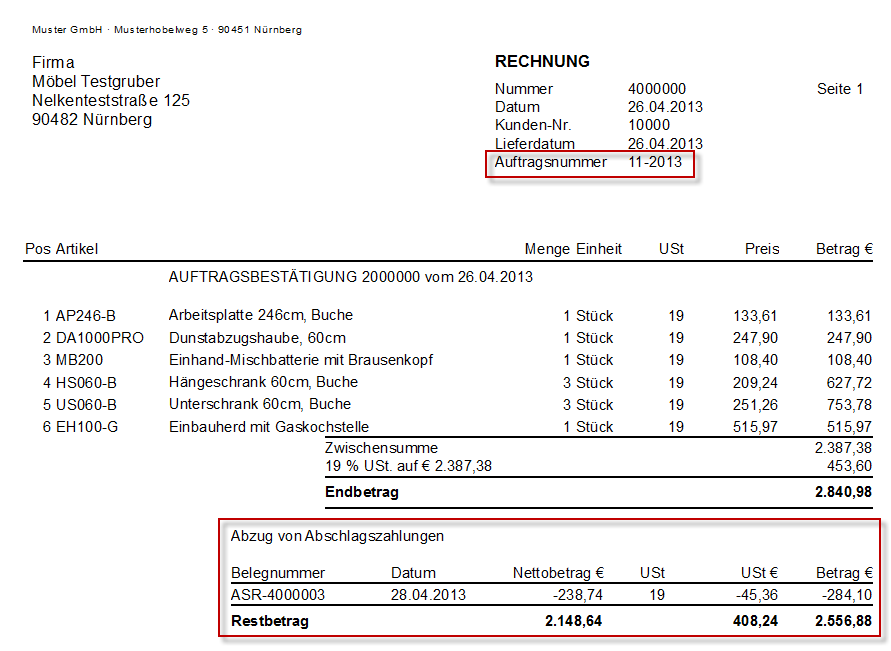 Muster GmbH · Musterhobelweg 5 · 90451 Nürnberg
Firma
Möbel Testgruber
Nelkenteststraße 125
90482 Nürnberg
RECHNUNG
Nummer 4000000 Seite 1
Datum 26.04.2013
Kunden-Nr. 10000
Lieferdatum 26.04.2013
Auftragsnummer 11-2013
Pos Artikel Menge Einheit USt Preis Betrag €
AUFTRAGSBESTÄTIGUNG 2000000 vom 26.04.2013
1 AP246-B Arbeitsplatte 246cm, Buche 1 Stück 19 133,61 133,61
2 DA1000PRO Dunstabzugshaube, 60cm 1 Stück 19 247,90 247,90
3 MB200 Einhand-Mischbatterie mit Brausenkopf 1 Stück 19 108,40 108,40
4 HS060-B Hängeschrank 60cm, Buche 3 Stück 19 209,24 627,72
5 US060-B Unterschrank 60cm, Buche 3 Stück 19 251,26 753,78
6 EH100-G Einbauherd mit Gaskochstelle 1 Stück 19 515,97 515,97
Zwischensumme 2.387,38
19 % USt. auf € 2.387,38 453,60
Endbetrag 2.840,98
Abzug von Abschlagszahlungen
Belegnummer Datum Nettobetrag € USt USt € Betrag €
ASR-4000003 28.04.2013 -238,74 19 -45,36 -284,10
Restbetrag 2.148,64 408,24 2.556,88